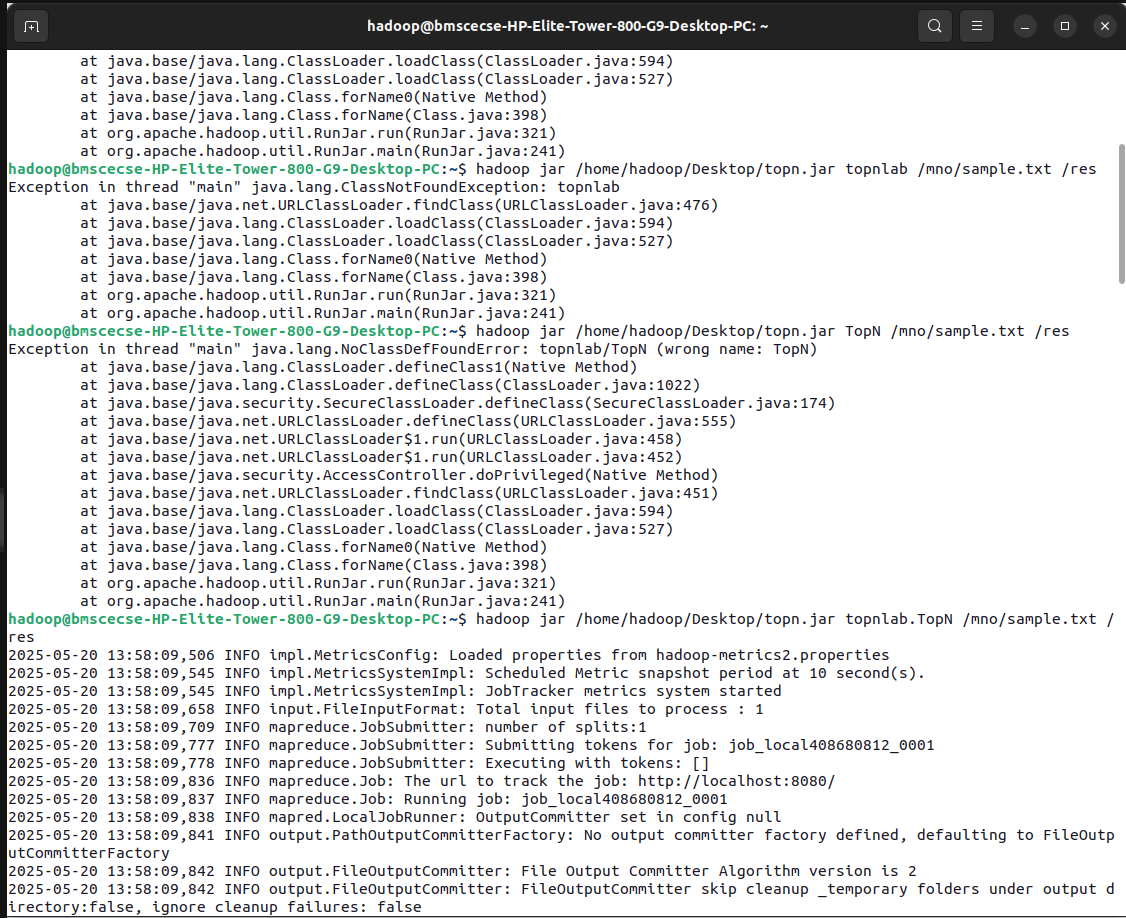 hadoop@bmscecse-HP-Elite-Tower-800-G9-Desktop-PC: ~
        at java.base/java.lang.ClassLoader.loadClass(ClassLoader.java:594)
        at java.base/java.lang.ClassLoader.loadClass(ClassLoader.java:527)
        at java.base/java.lang.Class.forName0(Native Method)
        at java.base/java.lang.Class.forName(Class.java:398)
        at org.apache.hadoop.util.RunJar.run(RunJar.java:321)
        at org.apache.hadoop.util.RunJar.main(RunJar.java:241)
hadoop@bmscecse-HP-Elite-Tower-800-G9-Desktop-PC:~$ hadoop jar /home/hadoop/Desktop/topn.jar topnlab /mno/sample.txt /res
Exception in thread "main" java.lang.ClassNotFoundException: topnlab
        at java.base/java.net.URLClassLoader.findClass(URLClassLoader.java:476)
        at java.base/java.lang.ClassLoader.loadClass(ClassLoader.java:594)
        at java.base/java.lang.ClassLoader.loadClass(ClassLoader.java:527)
        at java.base/java.lang.Class.forName0(Native Method)
        at java.base/java.lang.Class.forName(Class.java:398)
        at org.apache.hadoop.util.RunJar.run(RunJar.java:321)
        at org.apache.hadoop.util.RunJar.main(RunJar.java:241)
hadoop@bmscecse-HP-Elite-Tower-800-G9-Desktop-PC:~$ hadoop jar /home/hadoop/Desktop/topn.jar TopN /mno/sample.txt /res
Exception in thread "main" java.lang.NoClassDefFoundError: topnlab/TopN (wrong name: TopN)
        at java.base/java.lang.ClassLoader.defineClass1(Native Method)
        at java.base/java.lang.ClassLoader.defineClass(ClassLoader.java:1022)
        at java.base/java.security.SecureClassLoader.defineClass(SecureClassLoader.java:174)
        at java.base/java.net.URLClassLoader.defineClass(URLClassLoader.java:555)
        at java.base/java.net.URLClassLoader$1.run(URLClassLoader.java:458)
        at java.base/java.net.URLClassLoader$1.run(URLClassLoader.java:452)
        at java.base/java.security.AccessController.doPrivileged(Native Method)
        at java.base/java.net.URLClassLoader.findClass(URLClassLoader.java:451)
        at java.base/java.lang.ClassLoader.loadClass(ClassLoader.java:594)
        at java.base/java.lang.ClassLoader.loadClass(ClassLoader.java:527)
        at java.base/java.lang.Class.forName0(Native Method)
        at java.base/java.lang.Class.forName(Class.java:398)
        at org.apache.hadoop.util.RunJar.run(RunJar.java:321)
        at org.apache.hadoop.util.RunJar.main(RunJar.java:241)
hadoop@bmscecse-HP-Elite-Tower-800-G9-Desktop-PC:~$ hadoop jar /home/hadoop/Desktop/topn.jar topnlab.TopN /mno/sample.txt /
res
2025-05-20 13:58:09,506 INFO impl.MetricsConfig: Loaded properties from hadoop-metrics2.properties
2025-05-20 13:58:09,545 INFO impl.MetricsSystemImpl: Scheduled Metric snapshot period at 10 second(s).
2025-05-20 13:58:09,545 INFO impl.MetricsSystemImpl: JobTracker metrics system started
2025-05-20 13:58:09,658 INFO input.FileInputFormat: Total input files to process : 1
2025-05-20 13:58:09,709 INFO mapreduce.JobSubmitter: number of splits:1
2025-05-20 13:58:09,777 INFO mapreduce.JobSubmitter: Submitting tokens for job: job_local408680812_0001
2025-05-20 13:58:09,778 INFO mapreduce.JobSubmitter: Executing with tokens: []
2025-05-20 13:58:09,836 INFO mapreduce.Job: The url to track the job: http://localhost:8080/
2025-05-20 13:58:09,837 INFO mapreduce.Job: Running job: job_local408680812_0001
2025-05-20 13:58:09,838 INFO mapred.LocalJobRunner: OutputCommitter set in config null
2025-05-20 13:58:09,841 INFO output.PathOutputCommitterFactory: No output committer factory defined, defaulting to FileOutp
utCommitterFactory
2025-05-20 13:58:09,842 INFO output.FileOutputCommitter: File Output Committer Algorithm version is 2
2025-05-20 13:58:09,842 INFO output.FileOutputCommitter: FileOutputCommitter skip cleanup _temporary folders under output d
irectory:false, ignore cleanup failures: false